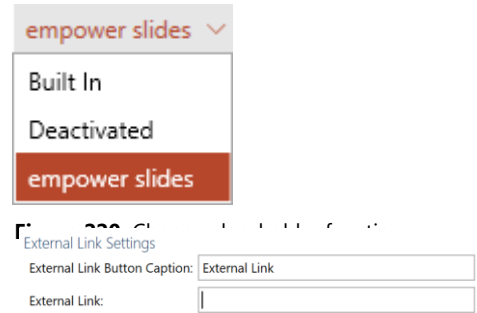 empower slides
Built In
Deactivated
empower slides
External Link Settings
External Link Button Caption: External Link
External Link: